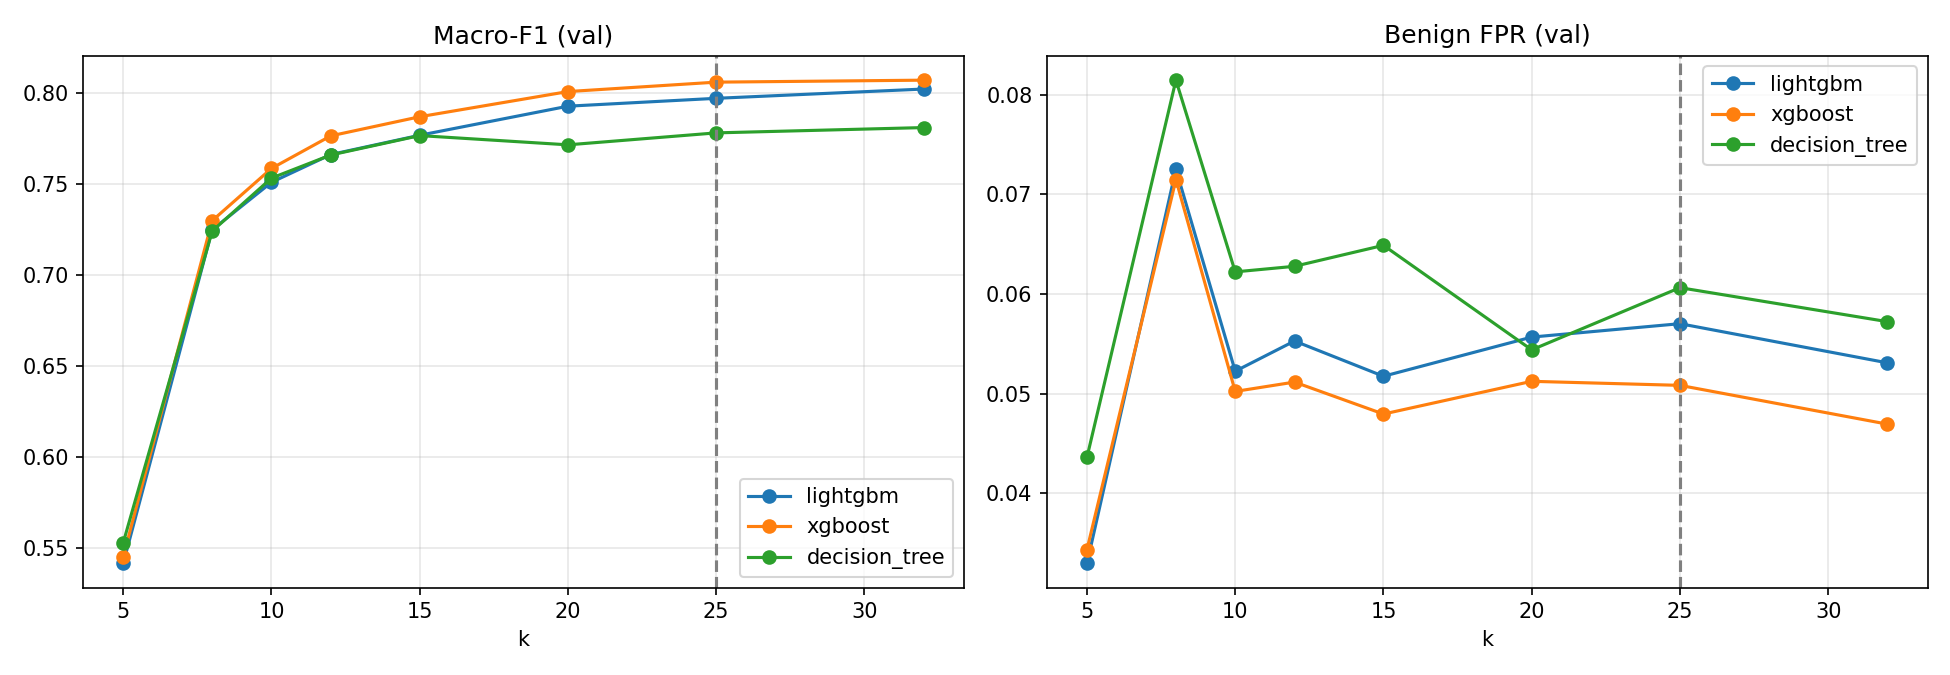 Macro-F1 (val)
0.80
0.75
0.70
0.65
0.60
0.55
lightgbm
xgboost
decision_tree
5 10 15 20 25 30
k
Benign FPR (val)
0.08
0.07
0.06
0.05
0.04
lightgbm
xgboost
decision_tree
5 10 15 20 25 30
k